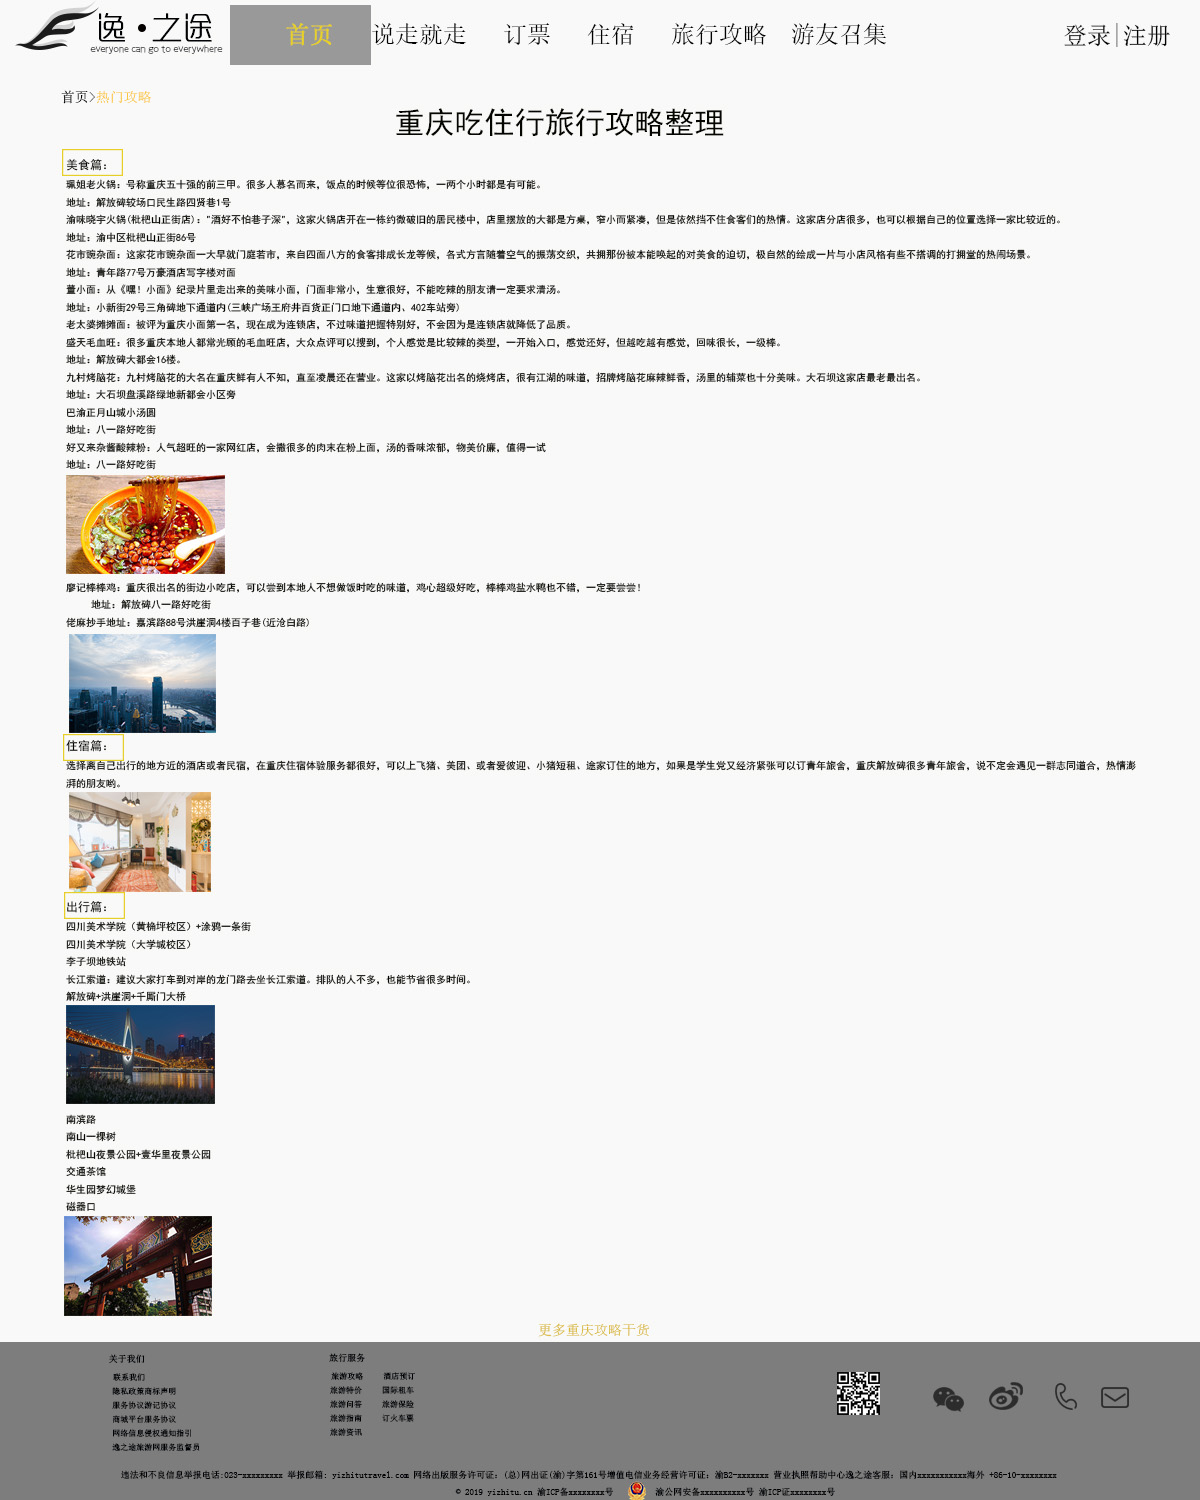 逸·之途
everyone can go to everywhere
首页 说走就走 订票 住宿 旅行攻略 游友召集 登录|注册
首页>热门攻略
重庆吃住行旅行攻略整理
美食篇：
珮姐老火锅：号称重庆五十强的前三甲。很多人慕名而来，饭点的时候等位很恐怖，一两个小时都是有可能。
地址：解放碑较场口民生路四贤巷1号
渝味晓宇火锅(枇杷山正街店)："酒好不怕巷子深"，这家火锅店开在一栋约微破旧的居民楼中，店里摆放的大都是方桌，窄小而紧凑，但是依然挡不住食客们的热情。这家店分店很多，也可以根据自己的位置选择一家比较近的。
地址：渝中区枇杷山正街86号
花市豌杂面：这家花市豌杂面一大早就门庭若市，来自四面八方的食客排成长龙等候，各式方言随着空气的振荡交织，共拥那份被本能唤起的对美食的迫切，极自然的绘成一片与小店风格有些不搭调的打拥堂的热闹场景。
地址：青年路77号万豪酒店写字楼对面
董小面：从《嘿！小面》纪录片里走出来的美味小面，门面非常小，生意很好，不能吃辣的朋友请一定要求清汤。
地址：小新街29号三角碑地下通道内(三峡广场王府井百货正门口地下通道内、402车站旁)
老太婆摊摊面：被评为重庆小面第一名，现在成为连锁店，不过味道把握特别好，不会因为是连锁店就降低了品质。
盛天毛血旺：很多重庆本地人都常光顾的毛血旺店，大众点评可以搜到，个人感觉是比较辣的类型，一开始入口，感觉还好，但越吃越有感觉，回味很长，一级棒。
地址：解放碑大都会16楼。
九村烤脑花：九村烤脑花的大名在重庆鲜有人不知，直至凌晨还在营业。这家以烤脑花出名的烧烤店，很有江湖的味道，招牌烤脑花麻辣鲜香，汤里的辅菜也十分美味。大石坝这家店最老最出名。
地址：大石坝盘溪路绿地新都会小区旁
巴渝正月山城小汤圆
地址：八一路好吃街
好又来杂酱酸辣粉：人气超旺的一家网红店，会撒很多的肉末在粉上面，汤的香味浓郁，物美价廉，值得一试
地址：八一路好吃街
廖记棒棒鸡：重庆很出名的街边小吃店，可以尝到本地人不想做饭时吃的味道，鸡心超级好吃，棒棒鸡盐水鸭也不错，一定要尝尝！
地址：解放碑八一路好吃街
佬麻抄手地址：嘉滨路88号洪崖洞4楼百子巷(近沧白路)
住宿篇：
选择离自己出行的地方近的酒店或者民宿，在重庆住宿体验服务都很好，可以上飞猪、美团、或者爱彼迎、小猪短租、途家订住的地方，如果是学生党又经济紧张可以订青年旅舍，重庆解放碑很多青年旅舍，说不定会遇见一群志同道合，热情澎
湃的朋友哟。
出行篇：
四川美术学院（黄桷坪校区）+涂鸦一条街
四川美术学院（大学城校区）
李子坝地铁站
长江索道：建议大家打车到对岸的龙门路去坐长江索道。排队的人不多，也能节省很多时间。
解放碑+洪崖洞+千厮门大桥
南滨路
南山一棵树
枇杷山夜景公园+壹华里夜景公园
交通茶馆
华生园梦幻城堡
磁器口
更多重庆攻略干货
关于我们
联系我们
隐私政策商标声明
服务协议游记协议
商城平台服务协议
网络信息侵权通知指引
逸之途旅游网服务监督员
旅行服务
旅游攻略 酒店预订
旅游特价 国际租车
旅游问答 旅游保险
旅游指南 订火车票
旅游资讯
违法和不良信息举报电话:023-xxxxxxxxx 举报邮箱: yizhitutravel.com 网络出版服务许可证：(总)网出证(渝)字第161号增值电信业务经营许可证：渝B2-xxxxxxx 营业执照帮助中心逸之途客服：国内xxxxxxxxxxx海外 +86-10-xxxxxxxx
© 2019 yizhitu.cn 渝ICP备xxxxxxxx号 渝公网安备xxxxxxxxxx号 渝ICP证xxxxxxxx号